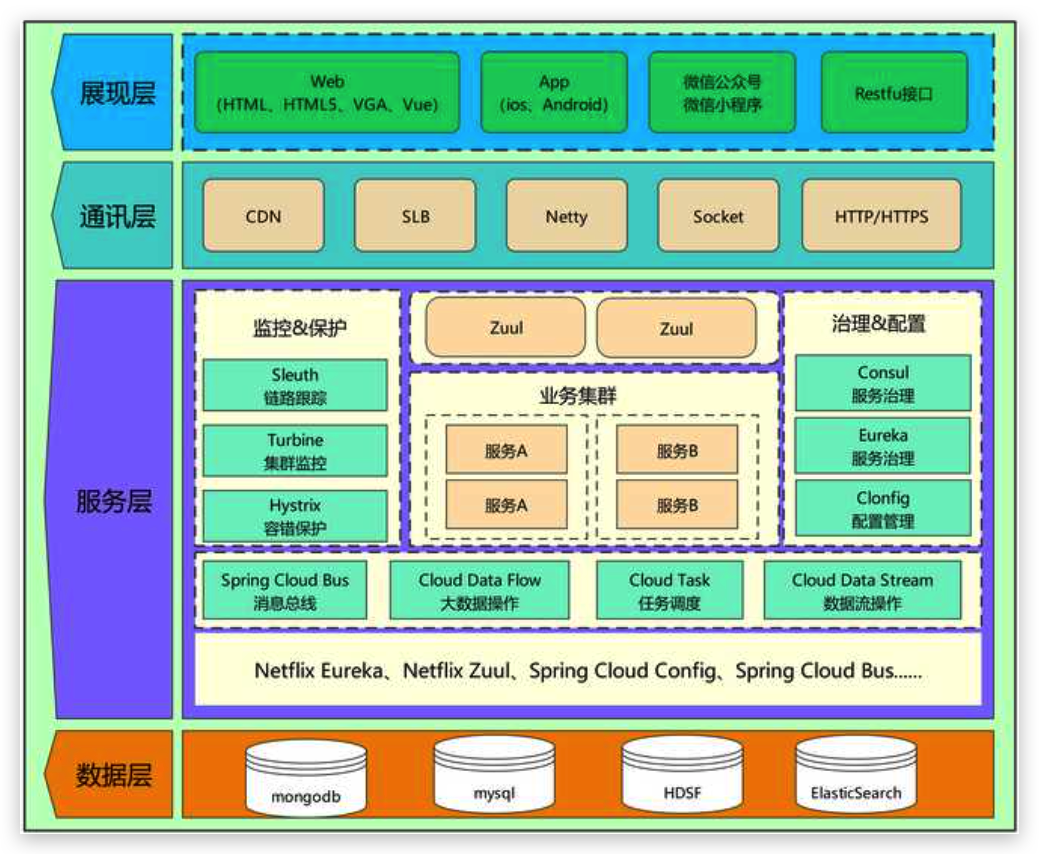 展现层
Web
（HTML、HTML5、VGA、Vue）
App
（ios、Android）
微信公众号
微信小程序
Restfu接口
通讯层
CDN
SLB
Netty
Socket
HTTP/HTTPS
服务层
监控&保护
Sleuth
链路跟踪
Turbine
集群监控
Hystrix
容错保护
Zuul
Zuul
业务集群
服务A
服务B
服务A
服务B
治理&配置
Consul
服务治理
Eureka
服务治理
Clonfig
配置管理
Spring Cloud Bus
消息总线
Cloud Data Flow
大数据操作
Cloud Task
任务调度
Cloud Data Stream
数据流操作
Netflix Eureka、Netflix Zuul、Spring Cloud Config、Spring Cloud Bus......
数据层
mongodb
mysql
HDSF
ElasticSearch